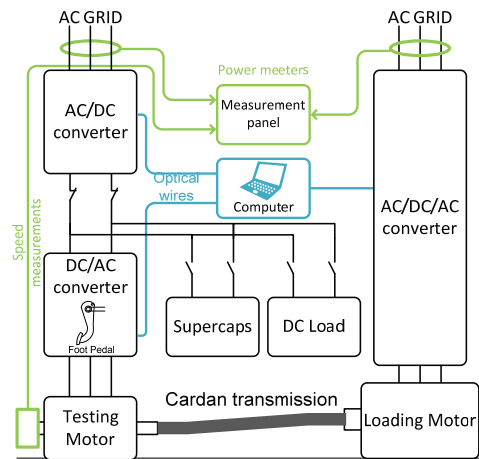 AC GRID
AC GRID
Power meeters
AC/DC
converter
Measurement
panel
Optical
wires
Computer
AC/DC/AC
converter
Speed
measurements
DC/AC
converter
Foot Pedal
Supercaps
DC Load
Cardan transmission
Testing
Motor
Loading Motor